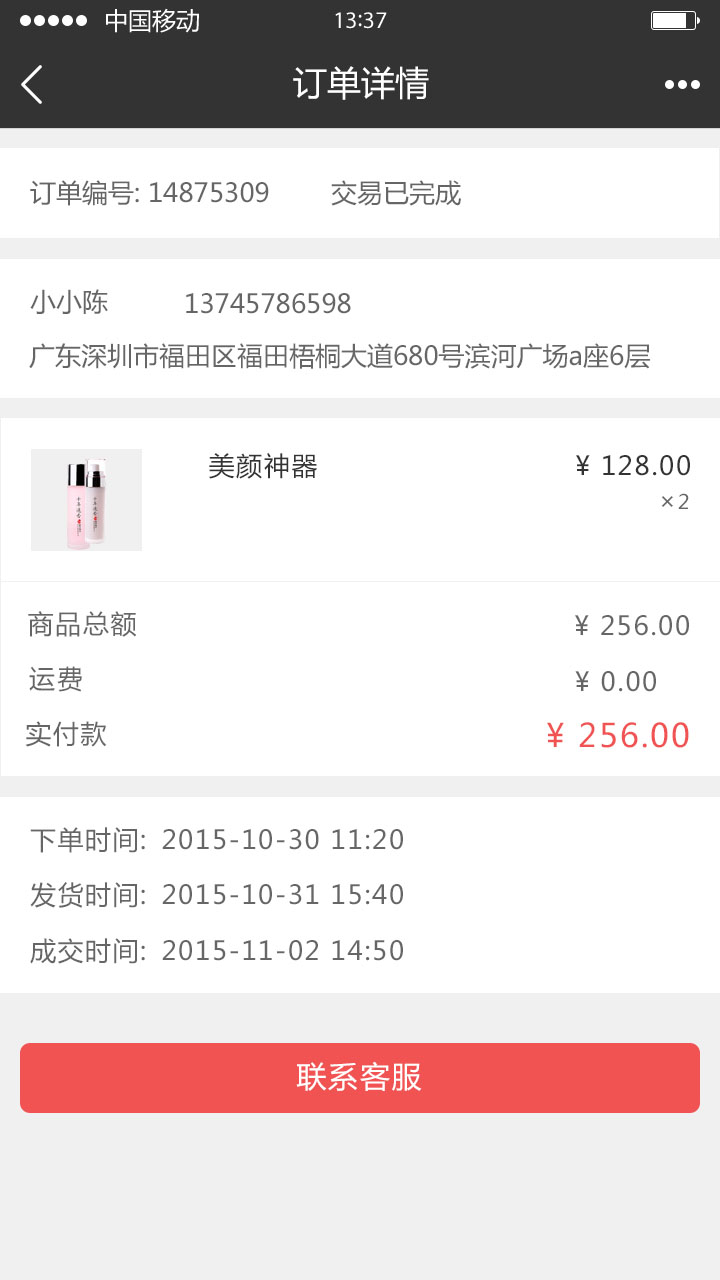 中国移动 13:37
订单详情
订单编号: 14875309 交易已完成
小小陈 13745786598
广东深圳市福田区福田梧桐大道680号滨河广场a座6层
美颜神器 ¥ 128.00
×2
商品总额 ¥ 256.00
运费 ¥ 0.00
实付款 ¥ 256.00
下单时间: 2015-10-30 11:20
发货时间: 2015-10-31 15:40
成交时间: 2015-11-02 14:50
联系客服